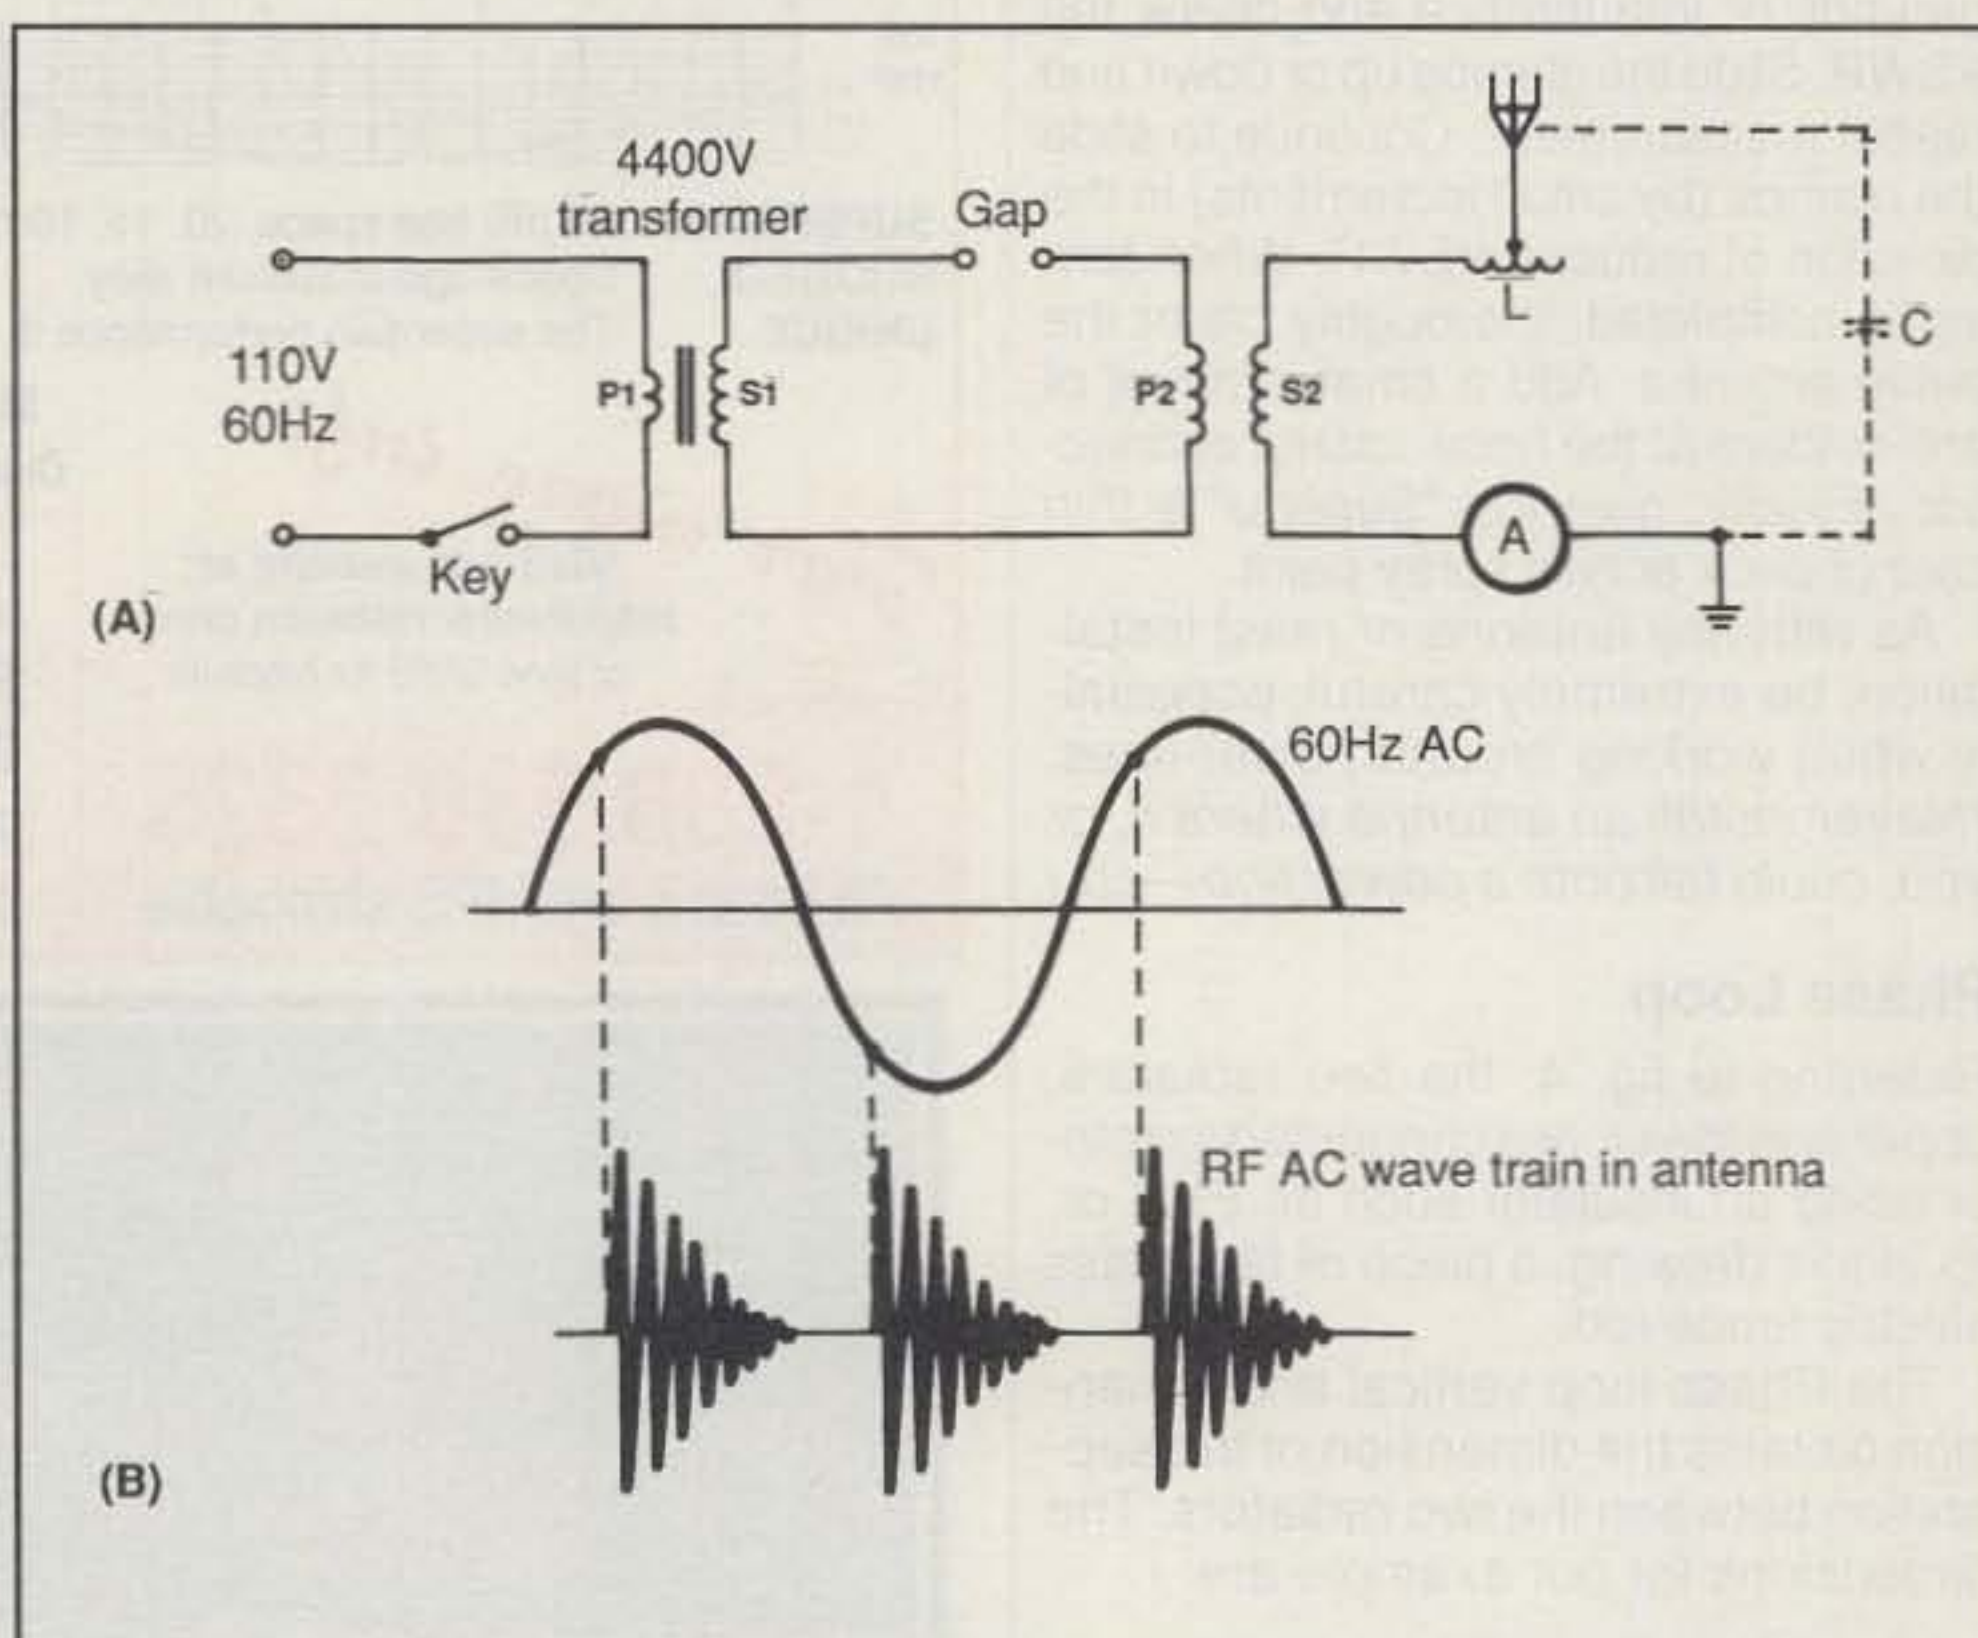 4400V
transformer
Gap
110V
60Hz
P1
S1
P2
S2
L
C
A
Key
(A)
60Hz AC
RF AC wave train in antenna
(B)